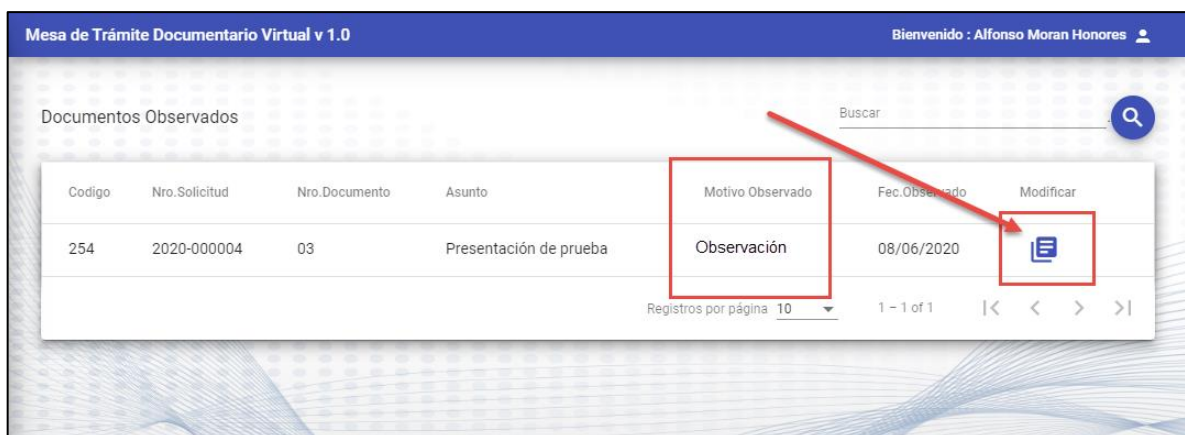 Mesa de Trámite Documentario Virtual v 1.0 Bienvenido : Alfonso Moran Honores
Documentos Observados Buscar
Codigo Nro.Solicitud Nro.Documento Asunto Motivo Observado Fec.Observado Modificar
254 2020-000004 03 Presentación de prueba Observación 08/06/2020
Registros por página 10 1 – 1 of 1